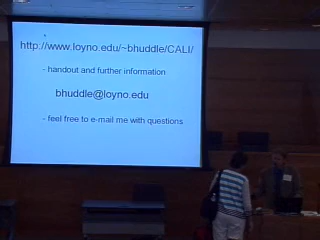 http://www.loyno.edu/~bhuddle/CALI/
- handout and further information
bhuddle@loyno.edu
- feel free to e-mail me with questions